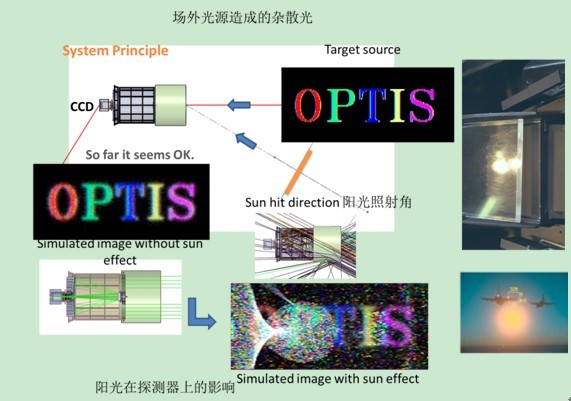 场外光源造成的杂散光
System Principle
Target source
CCD
OPTIS
So far it seems OK.
OPTIS
Sun hit direction 阳光照射角
Simulated image without sun
effect
TIS
Simulated image with sun effect
阳光在探测器上的影响